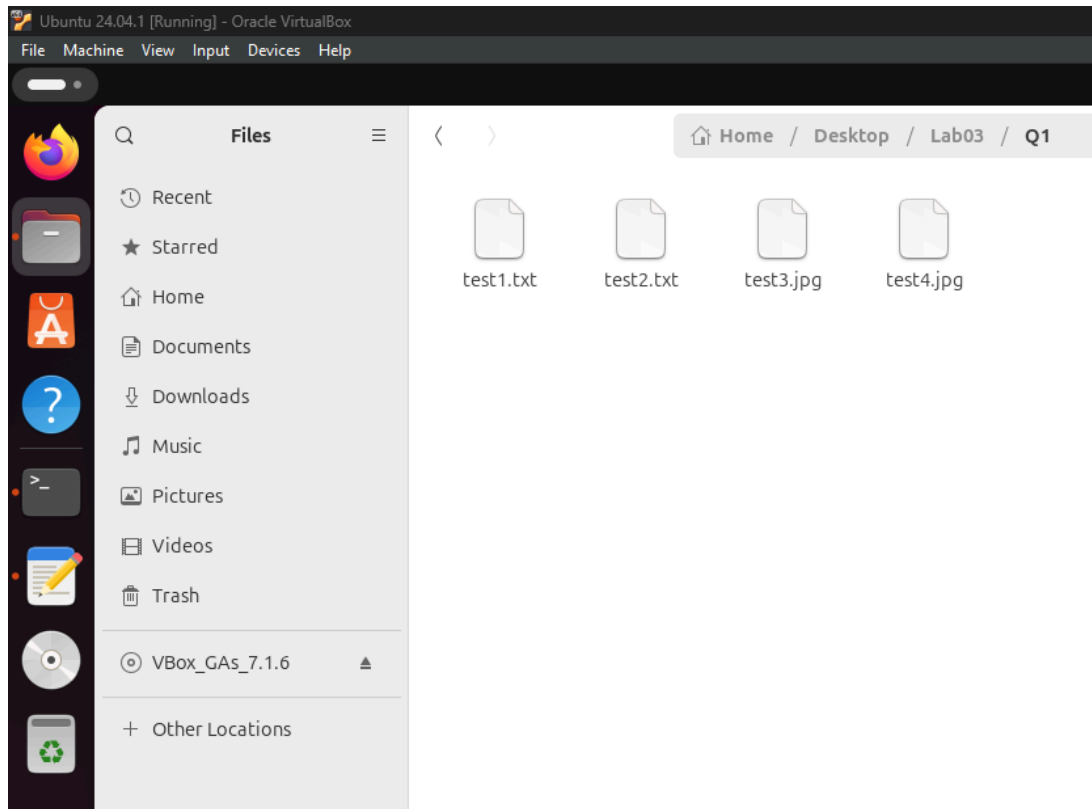 Ubuntu 24.04.1 [Running] - Oracle VirtualBox
File Machine View Input Devices Help
Files
Home / Desktop / Lab03 / Q1
Recent
Starred
Home
Documents
Downloads
Music
Pictures
Videos
Trash
VBox_GAs_7.1.6
+ Other Locations
test1.txt test2.txt test3.jpg test4.jpg